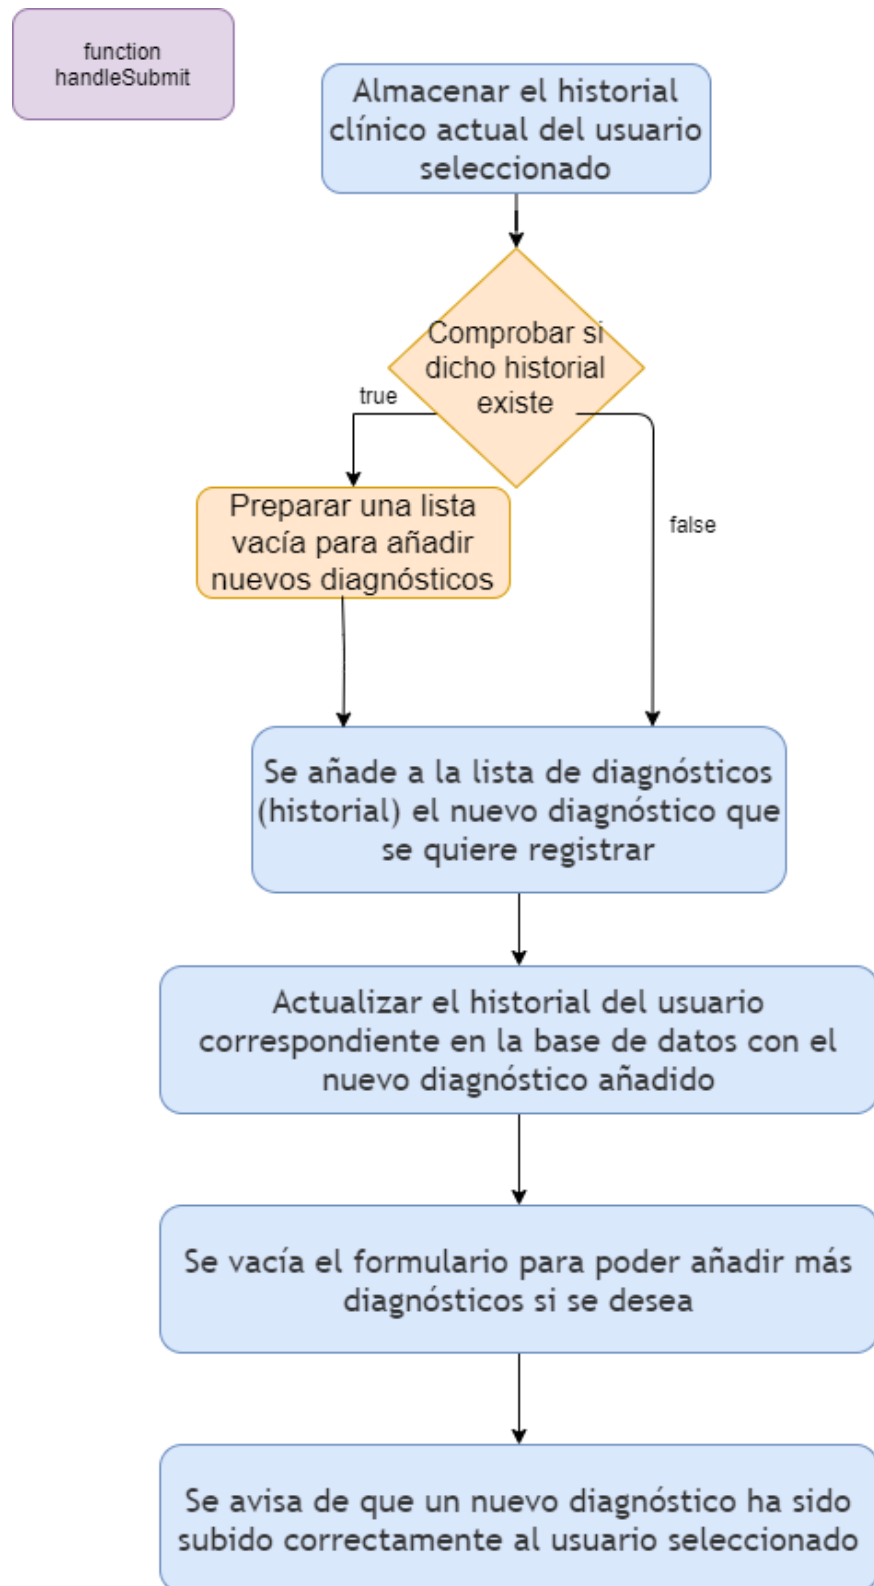 function
handleSubmit
Almacenar el historial
clínico actual del usuario
seleccionado
Comprobar si
dicho historial
existe
true
false
Preparar una lista
vacía para añadir
nuevos diagnósticos
Se añade a la lista de diagnósticos
(historial) el nuevo diagnóstico que
se quiere registrar
Actualizar el historial del usuario
correspondiente en la base de datos con el
nuevo diagnóstico añadido
Se vacía el formulario para poder añadir más
diagnósticos si se desea
Se avisa de que un nuevo diagnóstico ha sido
subido correctamente al usuario seleccionado